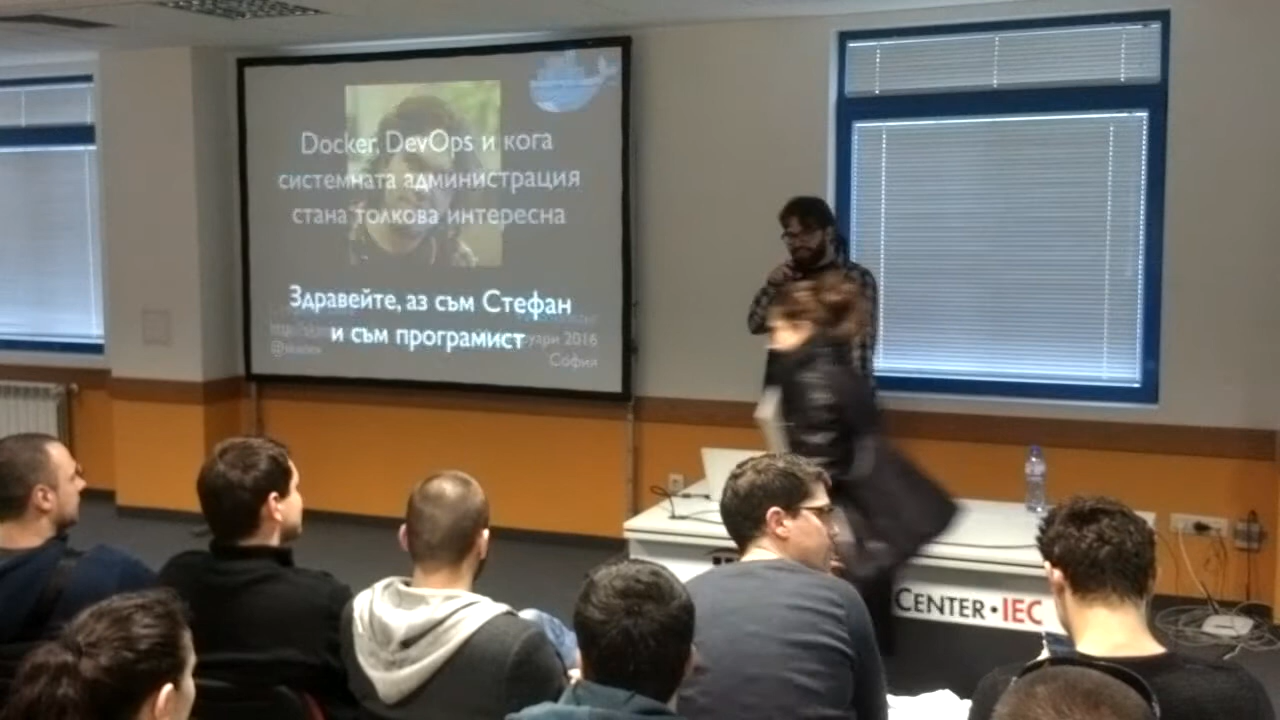 Docker, DevOps и кога
системната администрация
стана толкова интересна
Здравейте, аз съм Стефан
и съм програмист
2016
София
CENTER · IEC